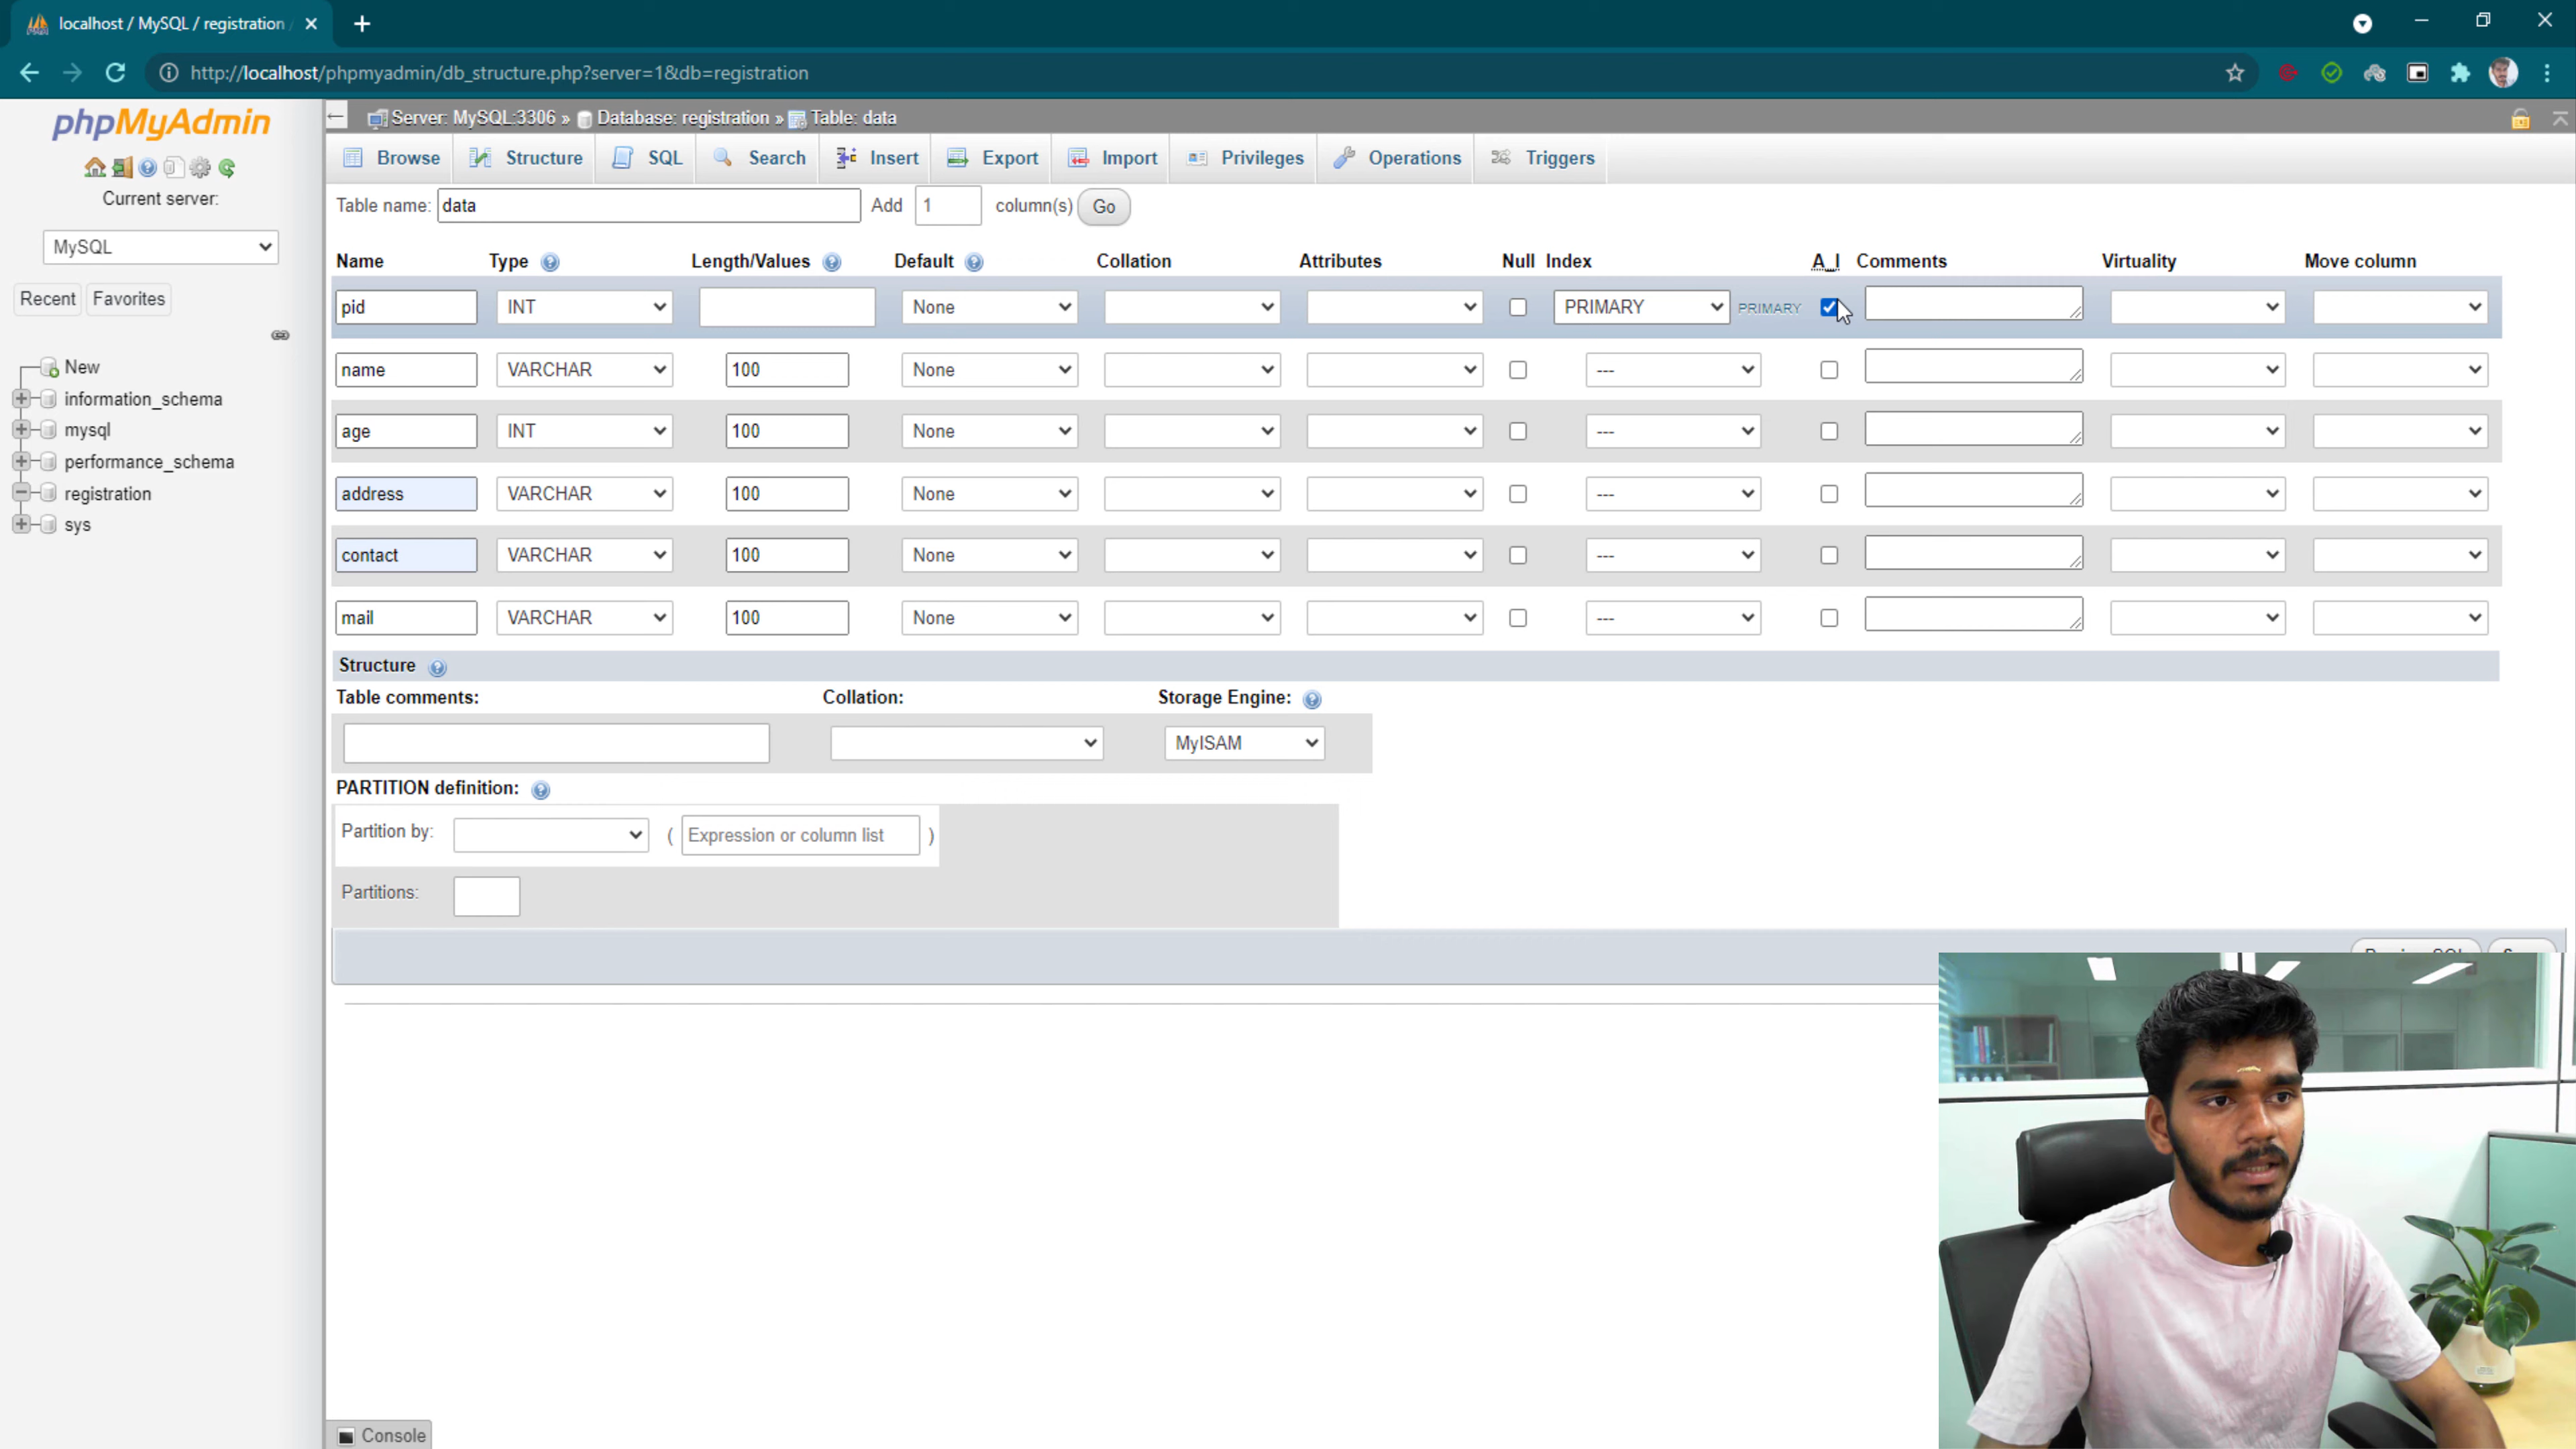 localhost / MySQL / registration
http://localhost/phpmyadmin/db_structure.php?server=1&db=registration
phpMyAdmin
Current server:
MySQL
Recent Favorites
New
information_schema
mysql
performance_schema
registration
sys
Server: MySQL:3306 » Database: registration » Table: data
Browse Structure SQL Search Insert Export Import Privileges Operations Triggers
Table name: data Add 1 column(s) Go
Name Type Length/Values Default Collation Attributes Null Index A_I Comments Virtuality Move column
pid INT None PRIMARY PRIMARY
name VARCHAR 100 None ---
age INT 100 None ---
address VARCHAR 100 None ---
contact VARCHAR 100 None ---
mail VARCHAR 100 None ---
Structure
Table comments: Collation: Storage Engine:
MyISAM
PARTITION definition:
Partition by: ( Expression or column list )
Partitions:
Console